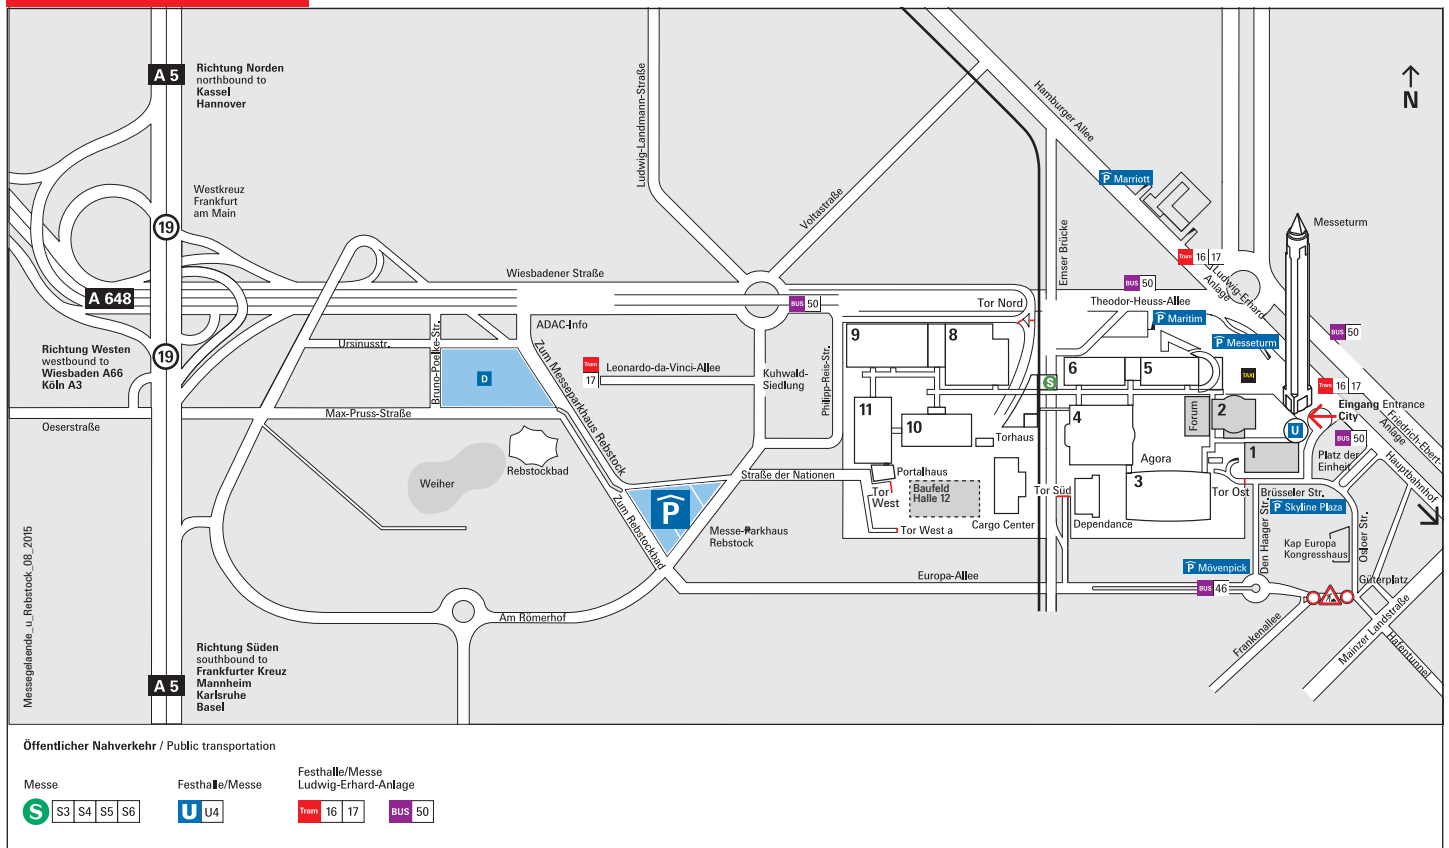 A 5
Richtung Norden
northbound to
Kassel
Hannover
N
Ludwig-Landmann-Straße
Hamburger Allee
Westkreuz
Frankfurt
am Main
19
Voltastraße
P Marriott
Emser Brücke
Messeturm
Tram 16 17
Ludwig-Erhard
Anlage
Wiesbadener Straße
A 648
BUS 50
BUS 50
Tor Nord
Theodor-Heuss-Allee
P Maritim
ADAC-Info
Bruno-Poelke-Str.
Ursinusstr.
P Messeturm
BUS 50
19
Richtung Westen
westbound to
Wiesbaden A66
Köln A3
Zum Messeparkhaus Rebstock
9
8
Tram
17
Leonardo-da-Vinci-Allee
Kuhwald-
Siedlung
Philipp-Reis-Str.
6
5
D
S
TAXI
Tram 16 17
Max-Pruss-Straße
Oeserstraße
11
10
4
Forum
2
Eingang Entrance
City
Friedrich-Ebert-
Anlage
U
BUS 50
Torhaus
Agora
1
Platz der
Einheit
Hauptbahnhof
Rebstockbad
Weiher
Straße der Nationen
Portalhaus
Tor
West
Baufeld
Halle 12
Tor Süd
3
Tor Ost
Brüsseler Str.
P Skyline Plaza
P
Zum Rebstockbad
Messe-Parkhaus
Rebstock
Tor West a
Cargo Center
Dependance
Den Haager Str.
Osloer Str.
Kap Europa
Kongresshaus
Europa-Allee
P Mövenpick
BUS 46
Güterplatz
Am Römerhof
Frankenallee
Mainzer Landstraße
Hafentunnel
Messegelaende_u_Rebstock_08_2015
A 5
Richtung Süden
southbound to
Frankfurter Kreuz
Mannheim
Karlsruhe
Basel
Öffentlicher Nahverkehr / Public transportation
Messe
S S3 S4 S5 S6
Festhalle/Messe
U U4
Festhalle/Messe
Ludwig-Erhard-Anlage
Tram 16 17 BUS 50